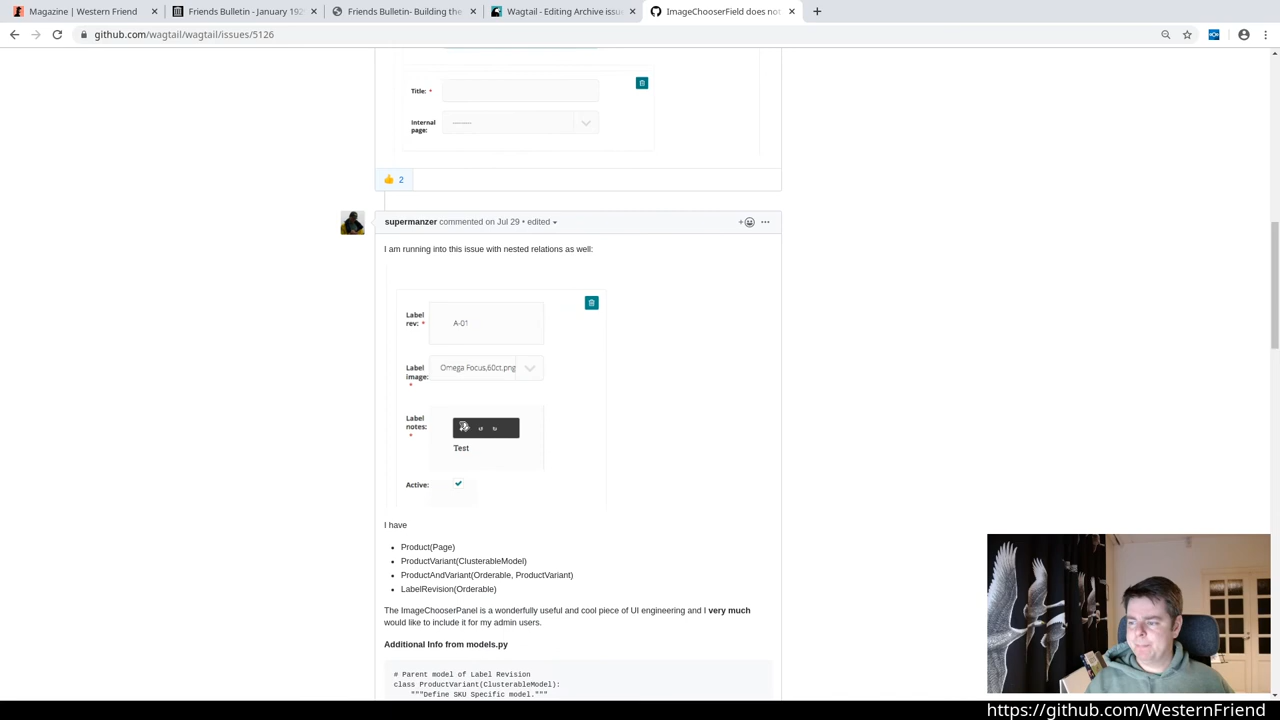 Magazine | Western Friend
Friends Bulletin - January 192
Friends Bulletin- Building the
Wagtail - Editing Archive issu
ImageChooserField does not
github.com/wagtail/wagtail/issues/5126
Title: *
Internal
page:
---------
👍 2
supermanzer commented on Jul 29 • edited
I am running into this issue with nested relations as well:
Label
rev: *
A-01
Label
image:
*
Omega Focus,60ct.png
Label
notes:
*
Test
Active:
I have
• Product(Page)
• ProductVariant(ClusterableModel)
• ProductAndVariant(Orderable, ProductVariant)
• LabelRevision(Orderable)
The ImageChooserPanel is a wonderfully useful and cool piece of UI engineering and I very much
would like to include it for my admin users.
Additional Info from models.py
# Parent model of Label Revision
class ProductVariant(ClusterableModel):
"""Define SKU Specific model."""
https://github.com/WesternFriend